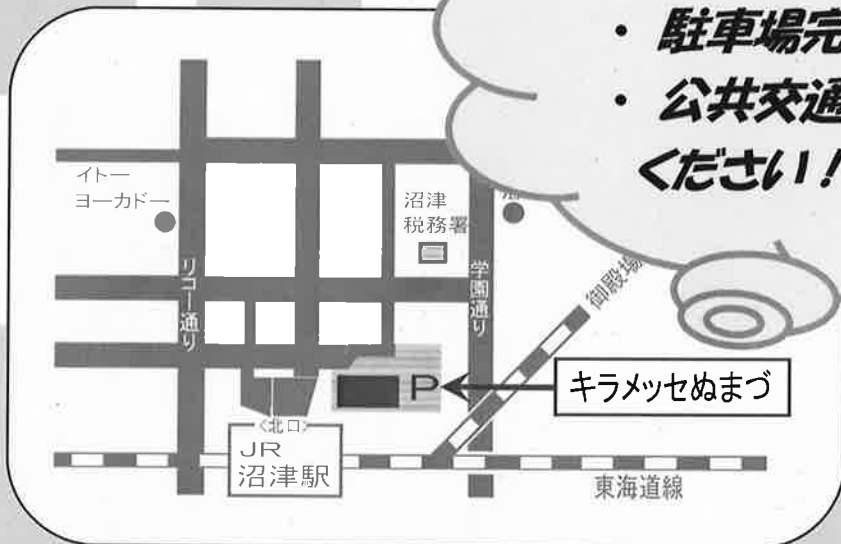 ・駐車場完
・公共交通
ください！
イトー
ヨーカドー
沼津
税務署
リコー通り
学園通り
御殿場
P
キラメッセぬまづ
〈北口〉
JR
沼津駅
東海道線